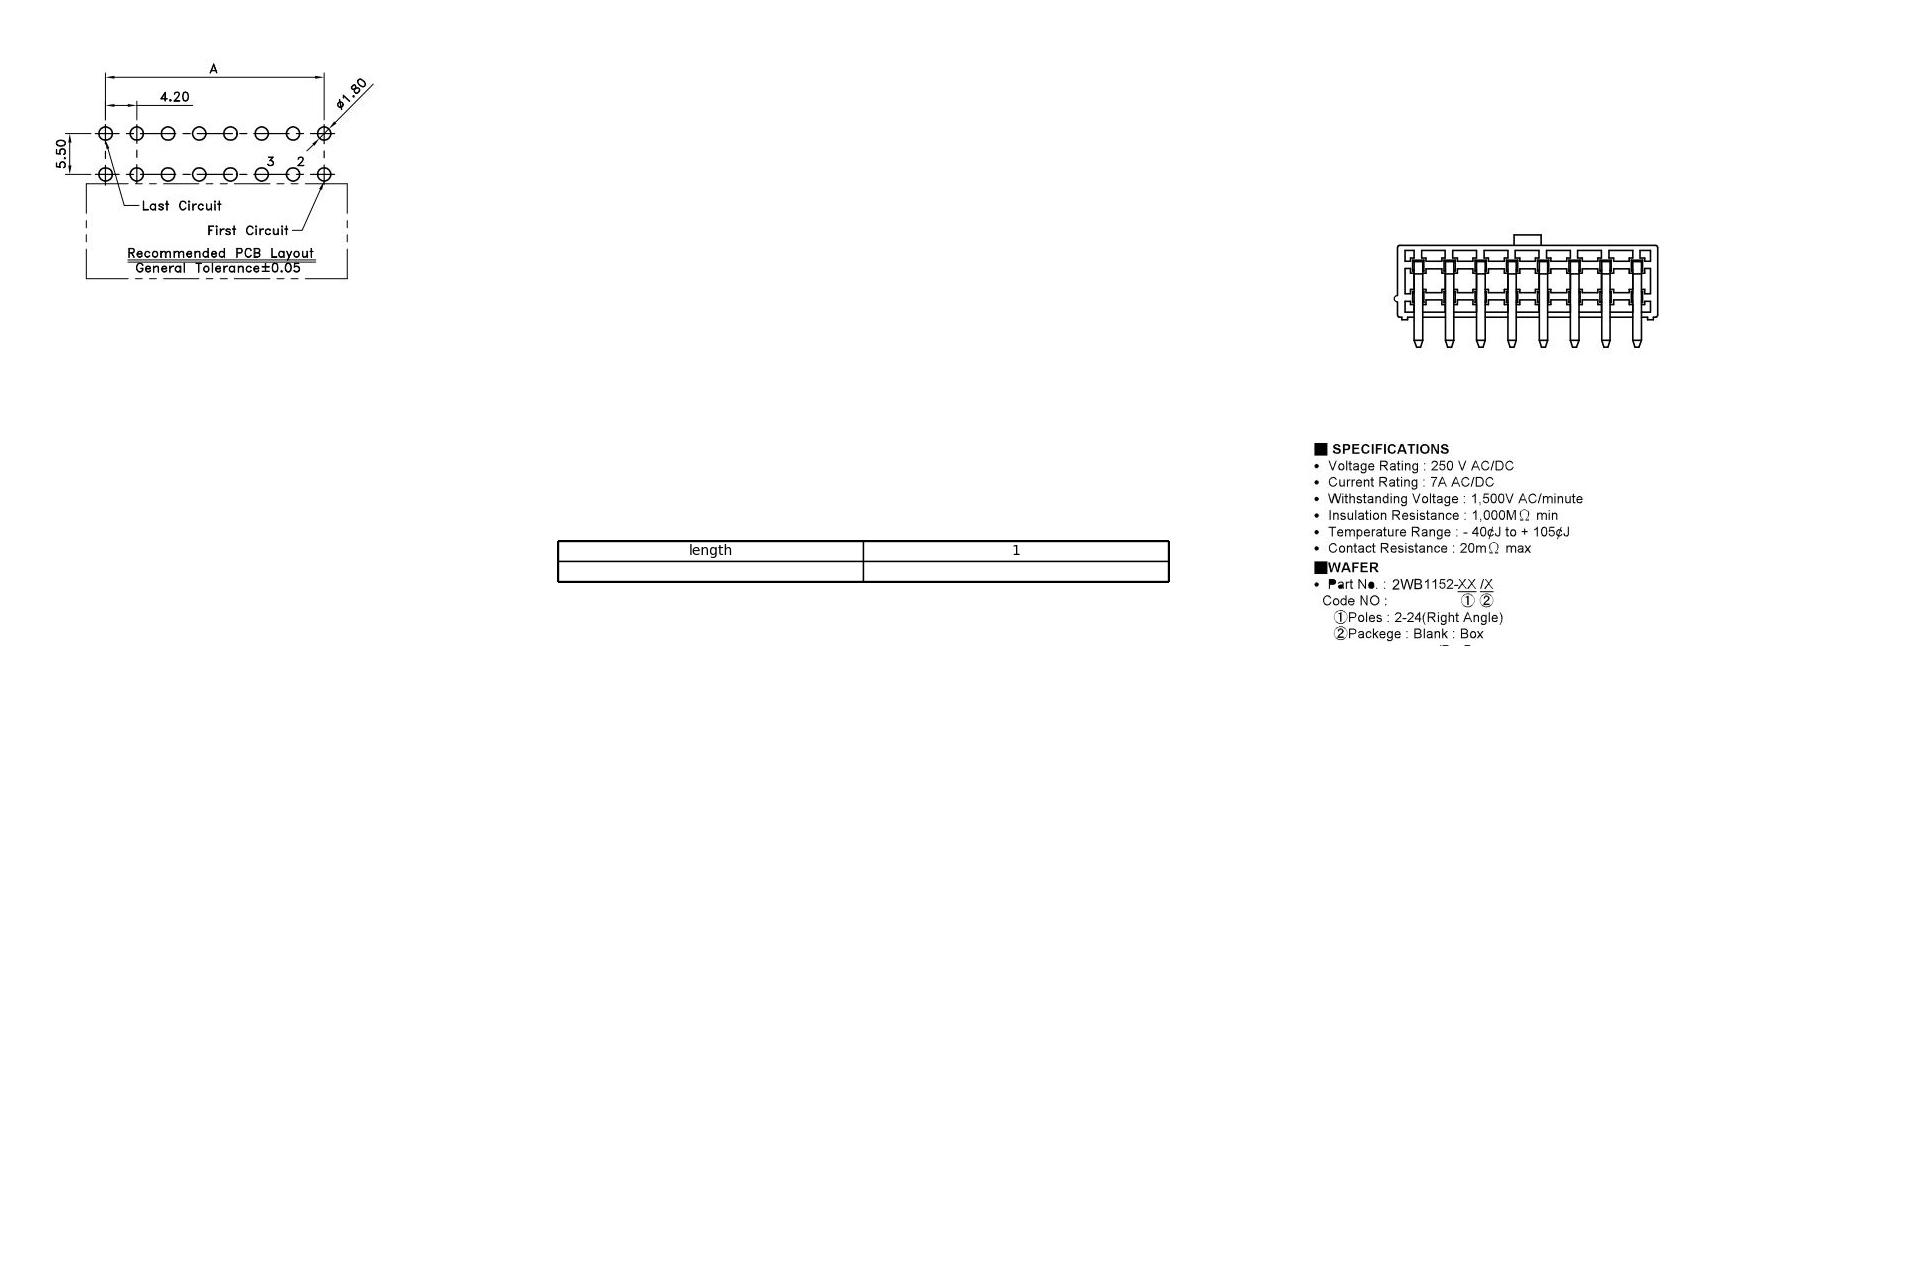 A
4.20
ø1.80
5.50
3 2
Last Circuit
First Circuit
Recommended PCB Layout
General Tolerance±0.05
SPECIFICATIONS
• Voltage Rating : 250 V AC/DC
• Current Rating : 7A AC/DC
• Withstanding Voltage : 1,500V AC/minute
• Insulation Resistance : 1,000MΩ min
• Temperature Range : - 40¢J to + 105¢J
• Contact Resistance : 20mΩ max
length 1
WAFER
• Part No. : 2WB1152-XX /X
Code NO : ① ②
①Poles : 2-24(Right Angle)
②Packege : Blank : Box